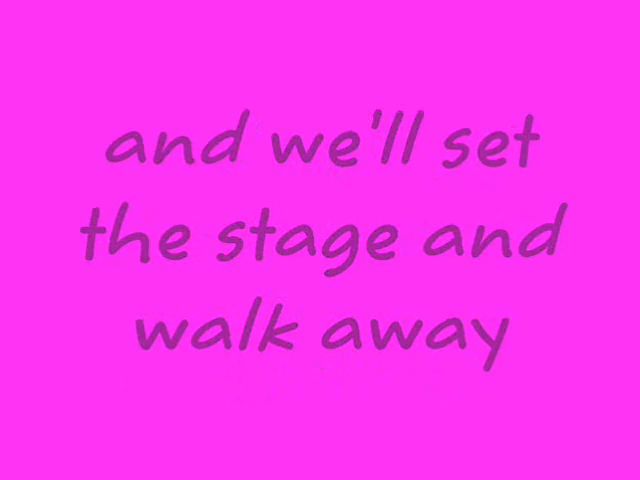 and we'll set
the stage and
walk away